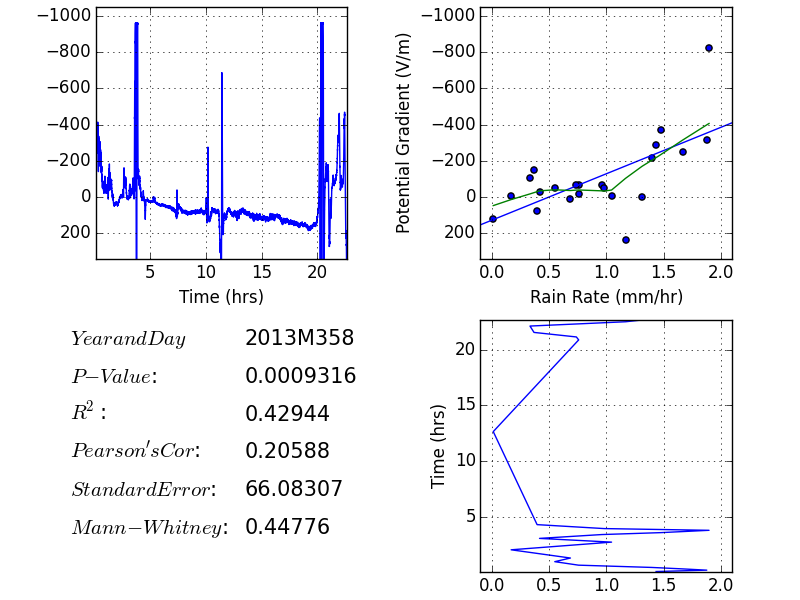 −1000
−800
−600
−400
−200
0
200
5 10 15 20
Time (hrs)
Potential Gradient (V/m)
−1000
−800
−600
−400
−200
0
200
0.0 0.5 1.0 1.5 2.0
Rain Rate (mm/hr)
YearandDay 2013M358
P−Value: 0.0009316
R²: 0.42944
Pearson′sCor: 0.20588
StandardError: 66.08307
Mann−Whitney: 0.44776
Time (hrs)
20
15
10
5
0.0 0.5 1.0 1.5 2.0